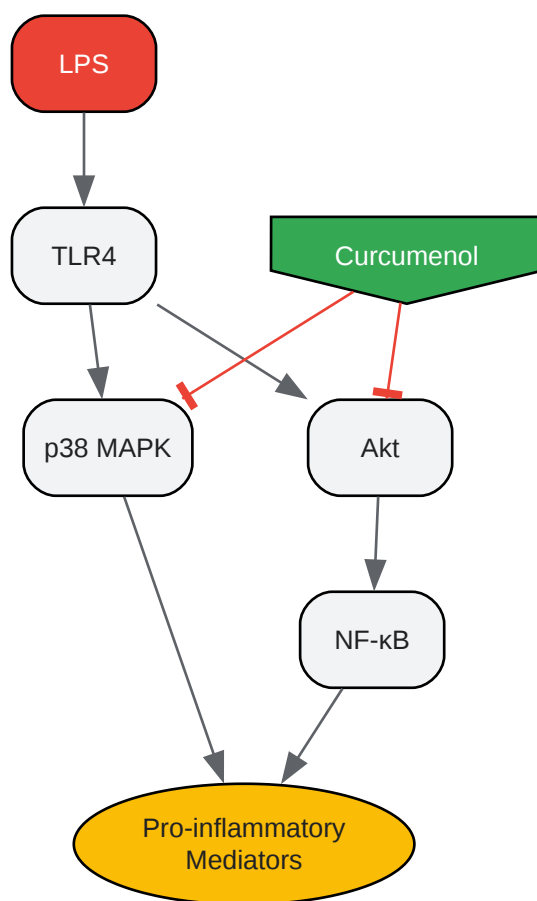 LPS
TLR4
Curcumenol
p38 MAPK
Akt
NF-κB
Pro-inflammatory
Mediators